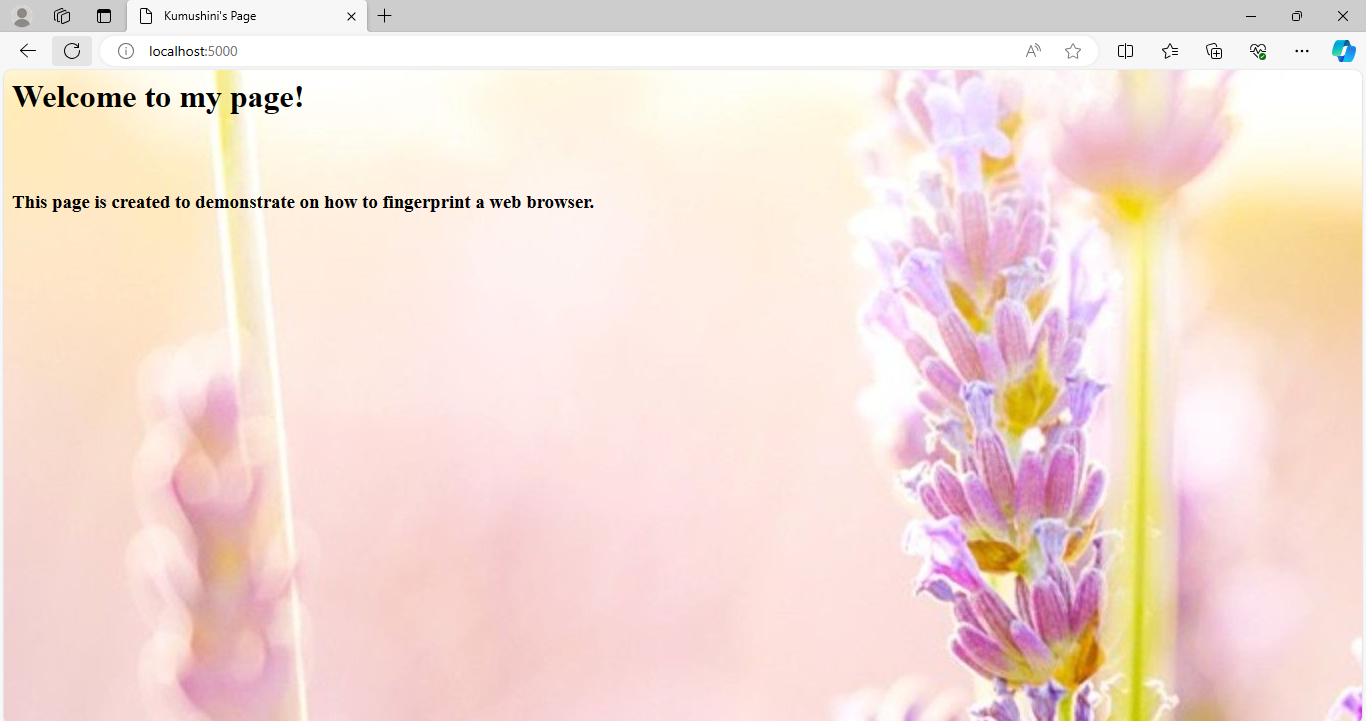 Kumushini's Page
localhost:5000
Welcome to my page!
This page is created to demonstrate on how to fingerprint a web browser.